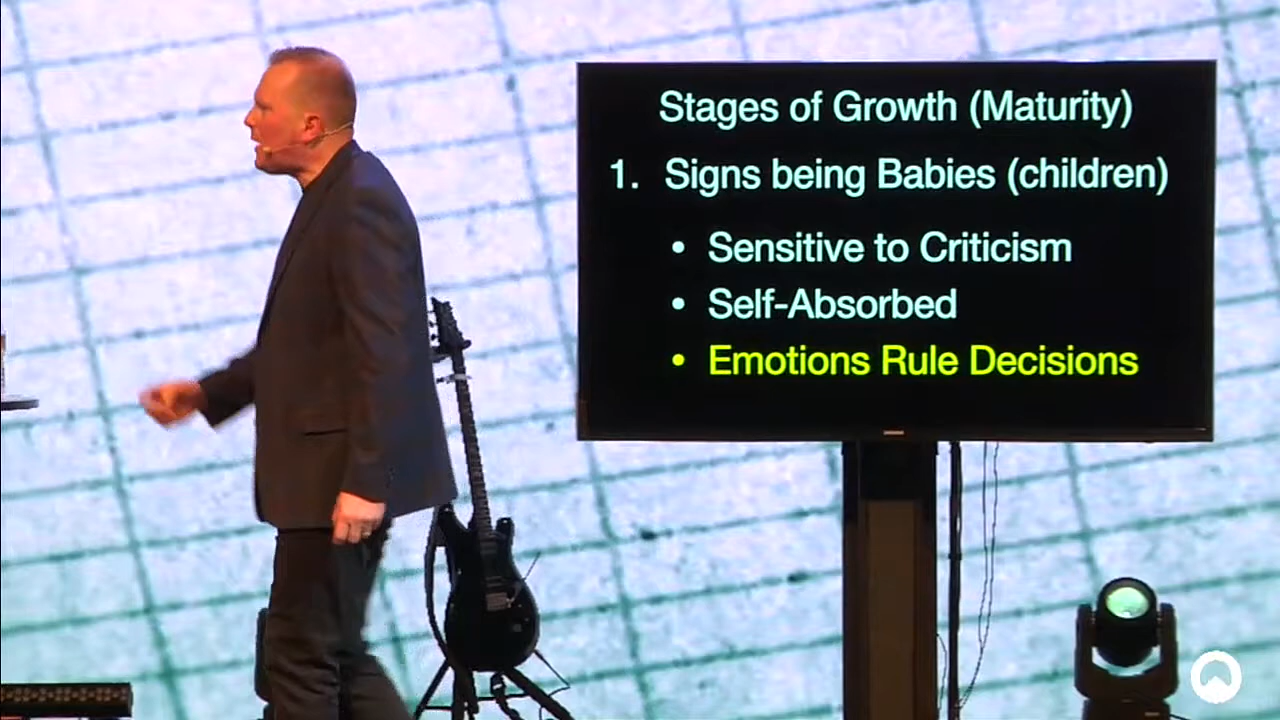 Stages of Growth (Maturity)
1. Signs being Babies (children)
• Sensitive to Criticism
• Self-Absorbed
• Emotions Rule Decisions